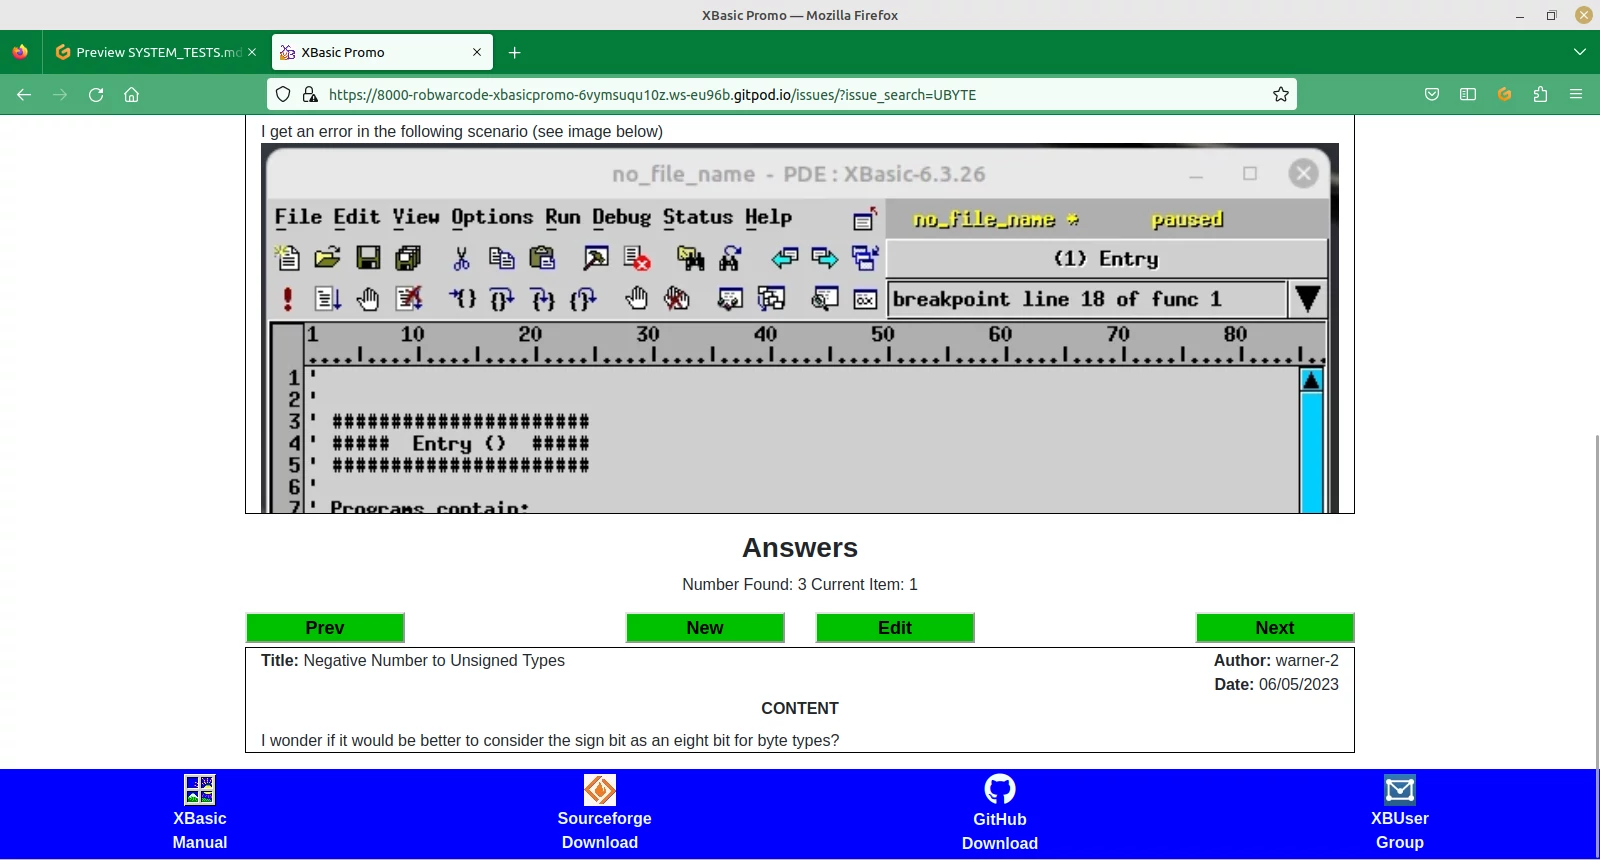 XBasic Promo — Mozilla Firefox
Preview SYSTEM_TESTS.md
XBasic Promo
https://8000-robwarcode-xbasicpromo-6vymsuqu10z.ws-eu96b.gitpod.io/issues/?issue_search=UBYTE
I get an error in the following scenario (see image below)
no_file_name - PDE : XBasic-6.3.26
File Edit View Options Run Debug Status Help
no_file_name * paused
(1) Entry
breakpoint line 18 of func 1
1 10 20 30 40 50 60 70 80
1 '
2 '
3 ' ######################
4 ' ##### Entry () #####
5 ' ######################
6 '
7 ' Programs contain:
Answers
Number Found: 3 Current Item: 1
Prev New Edit Next
Title: Negative Number to Unsigned Types Author: warner-2
Date: 06/05/2023
CONTENT
I wonder if it would be better to consider the sign bit as an eight bit for byte types?
XBasic Manual
Sourceforge Download
GitHub Download
XBUser Group